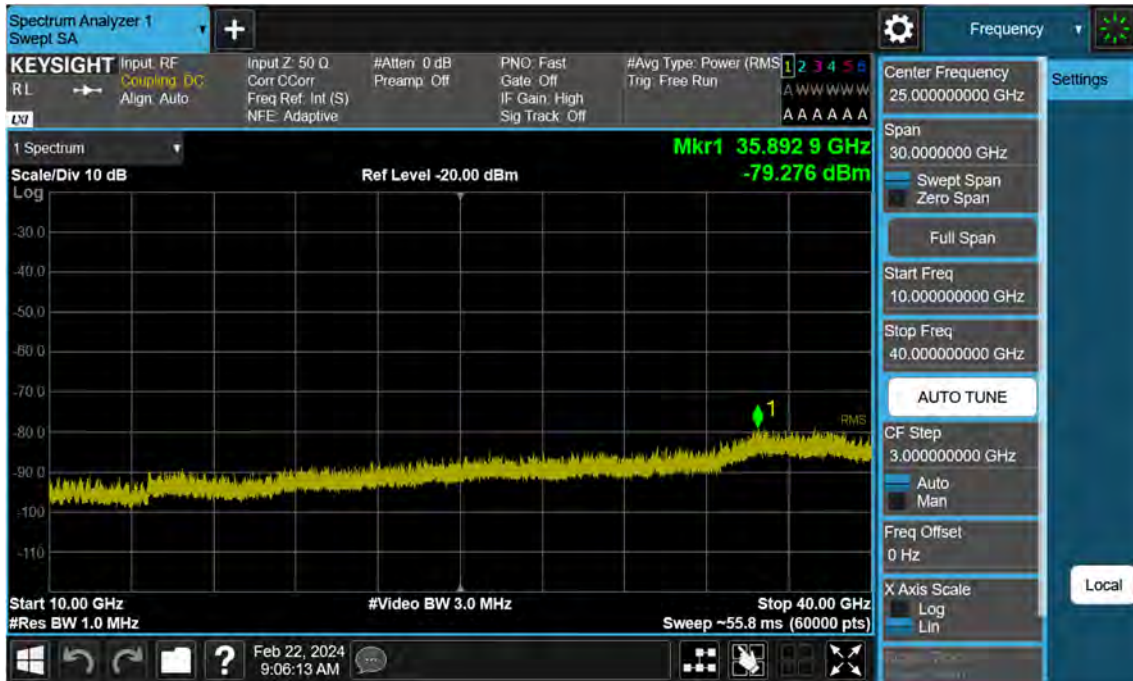 Spectrum Analyzer 1
Swept SA
+
Frequency
KEYSIGHT
RL
LXI
Input: RF
Coupling: DC
Align: Auto
Input Z: 50 Ω
Corr CCorr
Freq Ref: Int (S)
NFE: Adaptive
#Atten: 0 dB
Preamp: Off
PNO: Fast
Gate: Off
IF Gain: High
Sig Track: Off
#Avg Type: Power (RMS
Trig: Free Run
1 2 3 4 5 6
A W W W W W
A A A A A A
Center Frequency
25.000000000 GHz
Settings
1 Spectrum
Mkr1 35.892 9 GHz
-79.276 dBm
Scale/Div 10 dB
Ref Level -20.00 dBm
Span
30.0000000 GHz
Swept Span
Zero Span
Log
-30.0
-40.0
-50.0
-60.0
-70.0
-80.0
-90.0
-100
-110
1
RMS
Full Span
Start Freq
10.000000000 GHz
Stop Freq
40.000000000 GHz
AUTO TUNE
CF Step
3.000000000 GHz
Auto
Man
Freq Offset
0 Hz
X Axis Scale
Log
Lin
Local
Start 10.00 GHz
#Video BW 3.0 MHz
Stop 40.00 GHz
#Res BW 1.0 MHz
Sweep ~55.8 ms (60000 pts)
?
Feb 22, 2024
9:06:13 AM